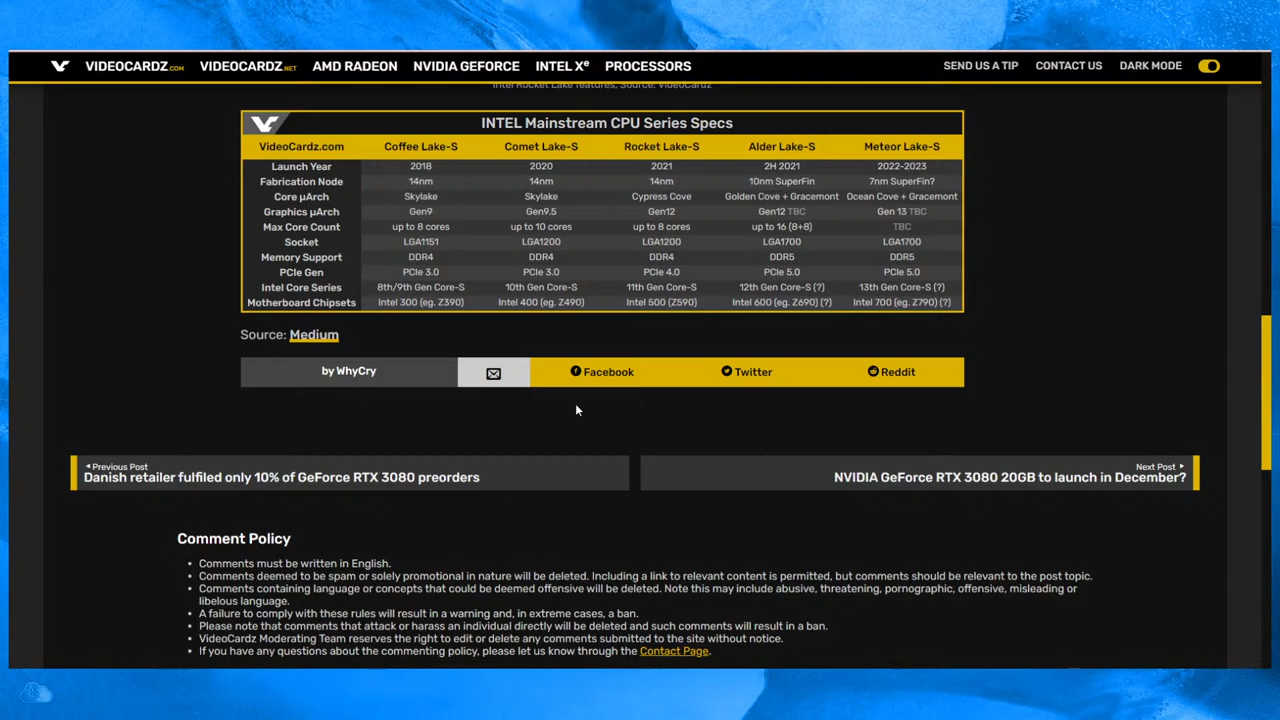 VIDEOCARDZ.COM VIDEOCARDZ.NET AMD RADEON NVIDIA GEFORCE INTEL Xe PROCESSORS SEND US A TIP CONTACT US DARK MODE
Intel Rocket Lake features, Source: VideoCardz
INTEL Mainstream CPU Series Specs
VideoCardz.com Coffee Lake-S Comet Lake-S Rocket Lake-S Alder Lake-S Meteor Lake-S
Launch Year 2018 2020 2021 2H 2021 2022-2023
Fabrication Node 14nm 14nm 14nm 10nm SuperFin 7nm SuperFin?
Core µArch Skylake Skylake Cypress Cove Golden Cove + Gracemont Ocean Cove + Gracemont
Graphics µArch Gen9 Gen9.5 Gen12 Gen12 TBC Gen 13 TBC
Max Core Count up to 8 cores up to 10 cores up to 8 cores up to 16 (8+8) TBC
Socket LGA1151 LGA1200 LGA1200 LGA1700 LGA1700
Memory Support DDR4 DDR4 DDR4 DDR5 DDR5
PCIe Gen PCIe 3.0 PCIe 3.0 PCIe 4.0 PCIe 5.0 PCIe 5.0
Intel Core Series 8th/9th Gen Core-S 10th Gen Core-S 11th Gen Core-S 12th Gen Core-S (?) 13th Gen Core-S (?)
Motherboard Chipsets Intel 300 (eg. Z390) Intel 400 (eg. Z490) Intel 500 (Z590) Intel 600 (eg. Z690) (?) Intel 700 (eg. Z790) (?)
Source: Medium
by WhyCry Facebook Twitter Reddit
Previous Post
Danish retailer fulfiled only 10% of GeForce RTX 3080 preorders
Next Post
NVIDIA GeForce RTX 3080 20GB to launch in December?
Comment Policy
• Comments must be written in English.
• Comments deemed to be spam or solely promotional in nature will be deleted. Including a link to relevant content is permitted, but comments should be relevant to the post topic.
• Comments containing language or concepts that could be deemed offensive will be deleted. Note this may include abusive, threatening, pornographic, offensive, misleading or
libelous language.
• A failure to comply with these rules will result in a warning and, in extreme cases, a ban.
• Please note that comments that attack or harass an individual directly will be deleted and such comments will result in a ban.
• VideoCardz Moderating Team reserves the right to edit or delete any comments submitted to the site without notice.
• If you have any questions about the commenting policy, please let us know through the Contact Page.